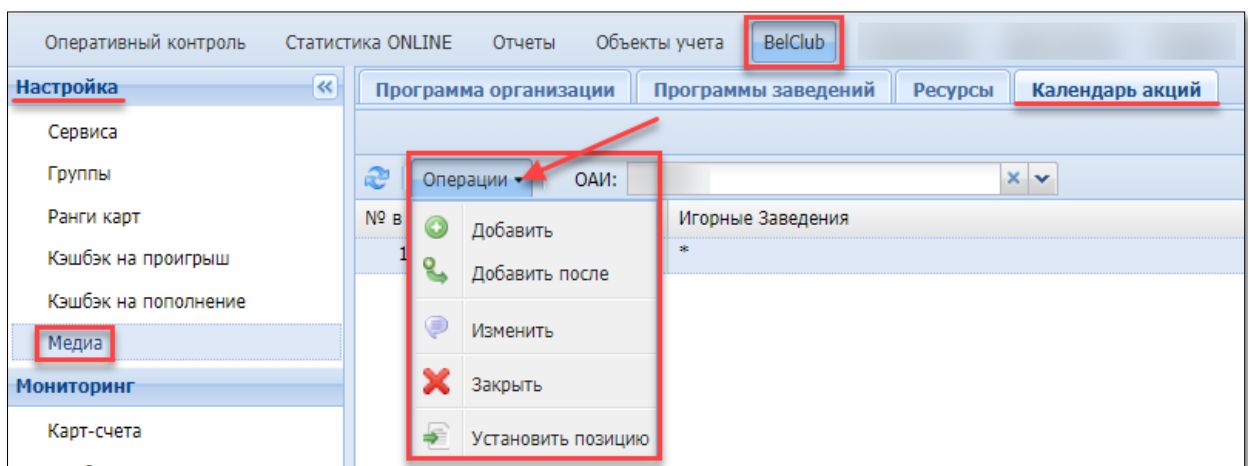 Оперативный контроль Статистика ONLINE Отчеты Объекты учета BelClub
Настройка
Программа организации Программы заведений Ресурсы Календарь акций
Сервиса
Группы
Операции ОАИ:
Ранги карт
№ в Игорные Заведения
Добавить
Кэшбэк на проигрыш
1 *
Добавить после
Кэшбэк на пополнение
Изменить
Медиа
Мониторинг
Закрыть
Карт-счета
Установить позицию